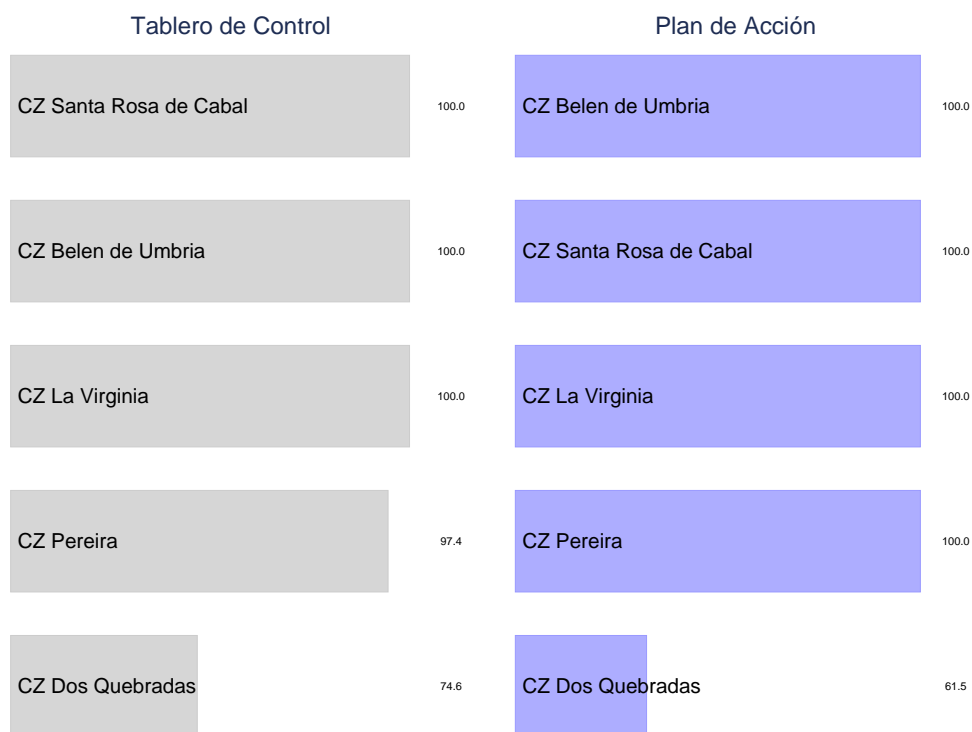 Tablero de Control
CZ Santa Rosa de Cabal 100.0
CZ Belen de Umbria 100.0
CZ La Virginia 100.0
CZ Pereira 97.4
CZ Dos Quebradas 74.6
Plan de Acción
CZ Belen de Umbria 100.0
CZ Santa Rosa de Cabal 100.0
CZ La Virginia 100.0
CZ Pereira 100.0
CZ Dos Quebradas 61.5